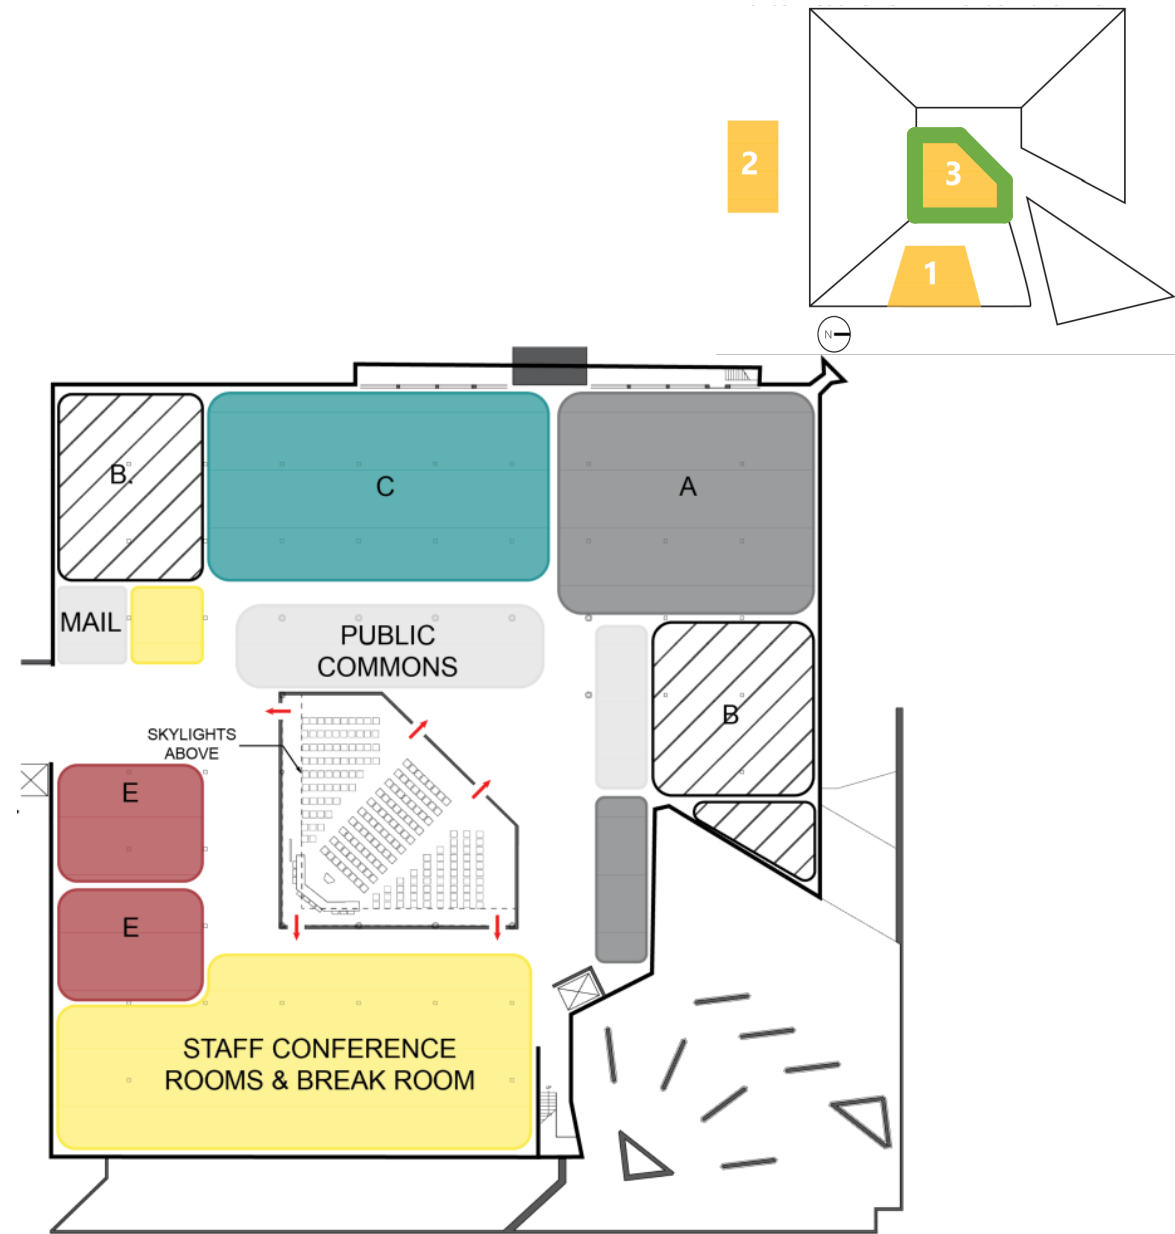 2
3
1
N
B.
C
A
MAIL
PUBLIC
COMMONS
B
SKYLIGHTS
ABOVE
E
E
STAFF CONFERENCE
ROOMS & BREAK ROOM